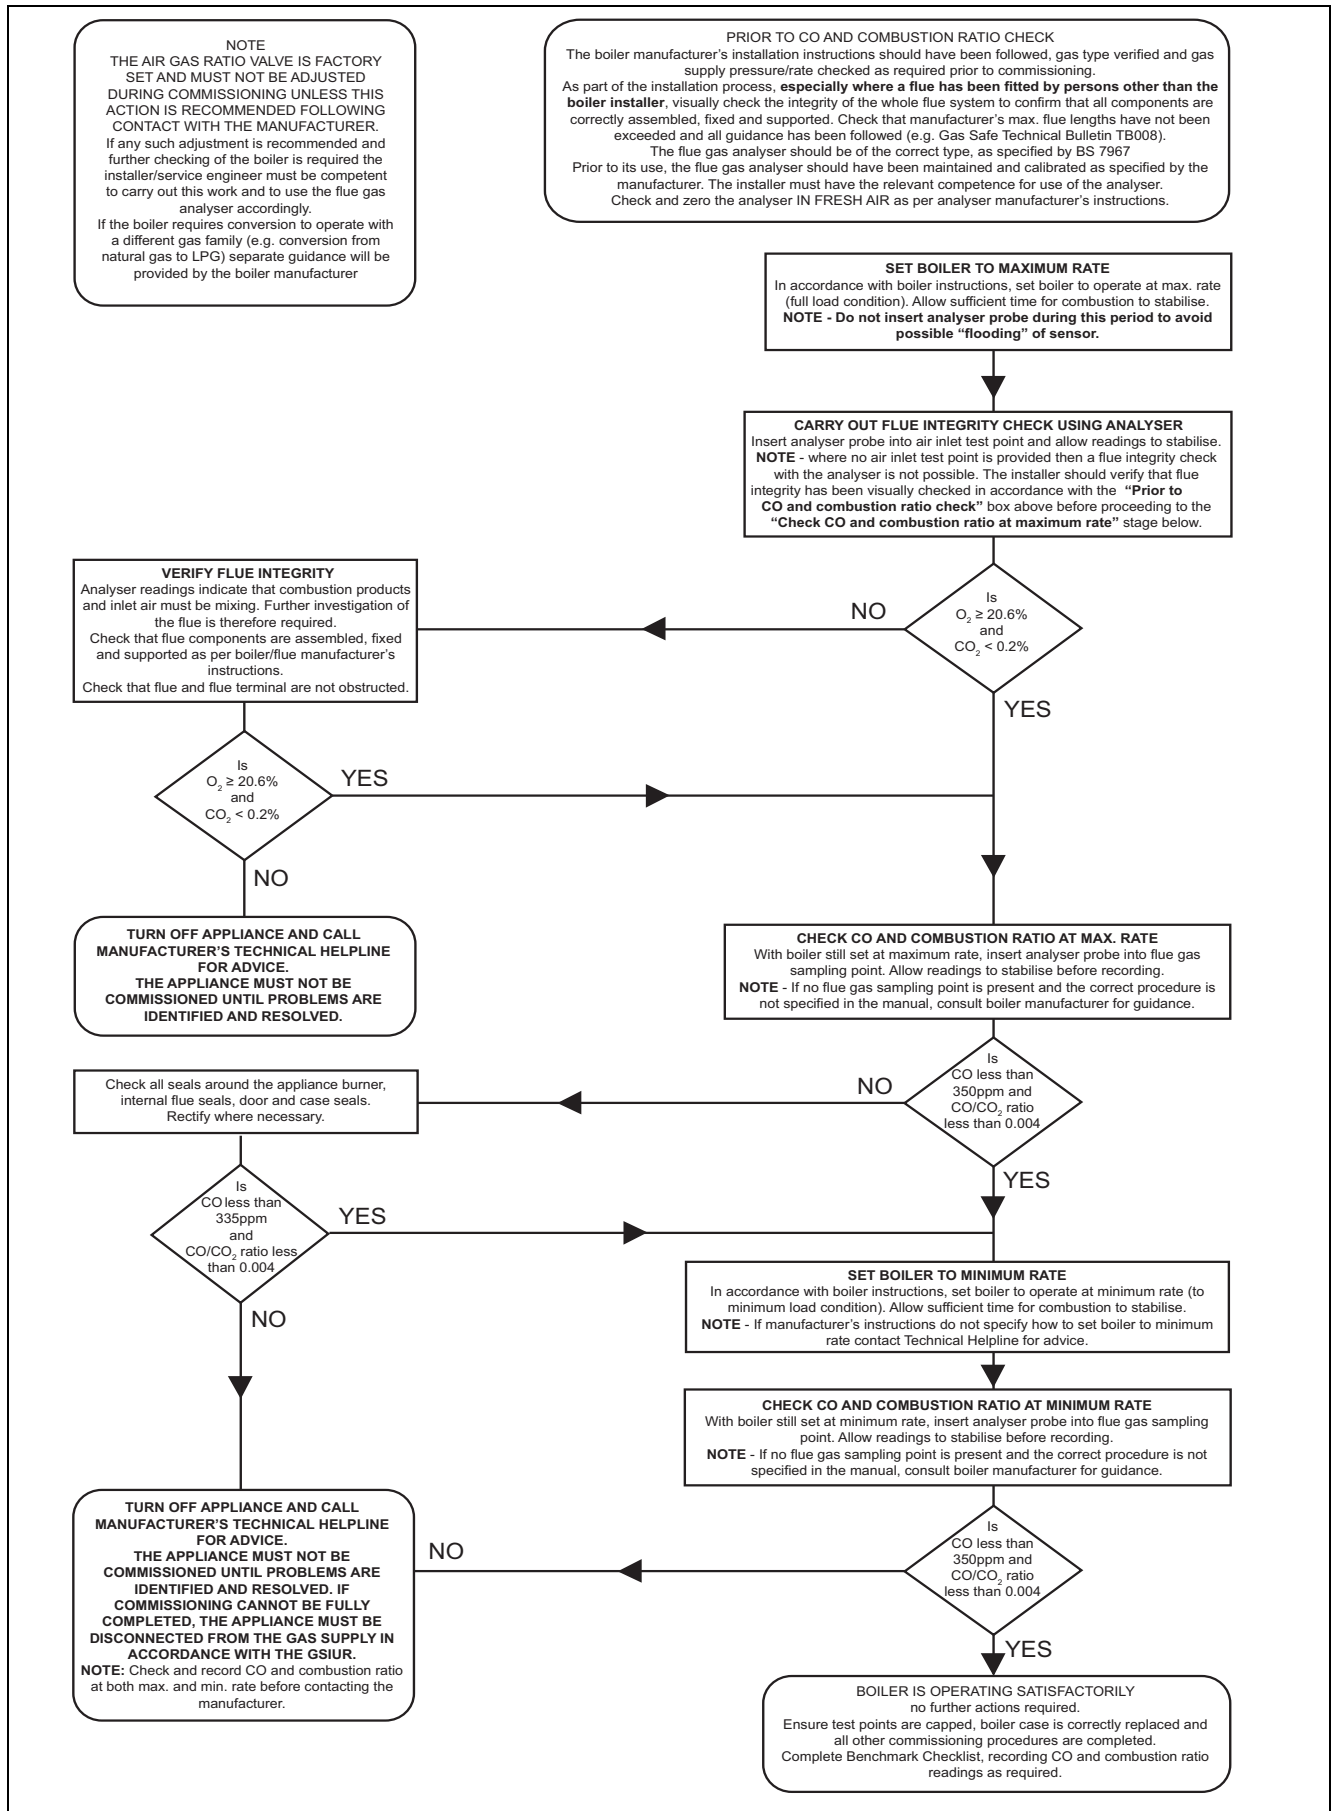 NOTE
THE AIR GAS RATIO VALVE IS FACTORY
SET AND MUST NOT BE ADJUSTED
DURING COMMISSIONING UNLESS THIS
ACTION IS RECOMMENDED FOLLOWING
CONTACT WITH THE MANUFACTURER.
If any such adjustment is recommended and
further checking of the boiler is required the
installer/service engineer must be competent
to carry out this work and to use the flue gas
analyser accordingly.
If the boiler requires conversion to operate with
a different gas family (e.g. conversion from
natural gas to LPG) separate guidance will be
provided by the boiler manufacturer
PRIOR TO CO AND COMBUSTION RATIO CHECK
The boiler manufacturer's installation instructions should have been followed, gas type verified and gas
supply pressure/rate checked as required prior to commissioning.
As part of the installation process, especially where a flue has been fitted by persons other than the
boiler installer, visually check the integrity of the whole flue system to confirm that all components are
correctly assembled, fixed and supported. Check that manufacturer's max. flue lengths have not been
exceeded and all guidance has been followed (e.g. Gas Safe Technical Bulletin TB008).
The flue gas analyser should be of the correct type, as specified by BS 7967
Prior to its use, the flue gas analyser should have been maintained and calibrated as specified by the
manufacturer. The installer must have the relevant competence for use of the analyser.
Check and zero the analyser IN FRESH AIR as per analyser manufacturer's instructions.
SET BOILER TO MAXIMUM RATE
In accordance with boiler instructions, set boiler to operate at max. rate
(full load condition). Allow sufficient time for combustion to stabilise.
NOTE - Do not insert analyser probe during this period to avoid
possible “flooding” of sensor.
CARRY OUT FLUE INTEGRITY CHECK USING ANALYSER
Insert analyser probe into air inlet test point and allow readings to stabilise.
NOTE - where no air inlet test point is provided then a flue integrity check
with the analyser is not possible. The installer should verify that flue
integrity has been visually checked in accordance with the “Prior to
CO and combustion ratio check” box above before proceeding to the
“Check CO and combustion ratio at maximum rate” stage below.
Is
O₂ ≥ 20.6%
and
CO₂ < 0.2%
NO
YES
VERIFY FLUE INTEGRITY
Analyser readings indicate that combustion products
and inlet air must be mixing. Further investigation of
the flue is therefore required.
Check that flue components are assembled, fixed
and supported as per boiler/flue manufacturer's
instructions.
Check that flue and flue terminal are not obstructed.
Is
O₂ ≥ 20.6%
and
CO₂ < 0.2%
YES
NO
TURN OFF APPLIANCE AND CALL
MANUFACTURER'S TECHNICAL HELPLINE
FOR ADVICE.
THE APPLIANCE MUST NOT BE
COMMISSIONED UNTIL PROBLEMS ARE
IDENTIFIED AND RESOLVED.
CHECK CO AND COMBUSTION RATIO AT MAX. RATE
With boiler still set at maximum rate, insert analyser probe into flue gas
sampling point. Allow readings to stabilise before recording.
NOTE - If no flue gas sampling point is present and the correct procedure is
not specified in the manual, consult boiler manufacturer for guidance.
Is
CO less than
350ppm and
CO/CO₂ ratio
less than 0.004
NO
YES
Check all seals around the appliance burner,
internal flue seals, door and case seals.
Rectify where necessary.
Is
CO less than
335ppm
and
CO/CO₂ ratio less
than 0.004
YES
NO
SET BOILER TO MINIMUM RATE
In accordance with boiler instructions, set boiler to operate at minimum rate (to
minimum load condition). Allow sufficient time for combustion to stabilise.
NOTE - If manufacturer's instructions do not specify how to set boiler to minimum
rate contact Technical Helpline for advice.
CHECK CO AND COMBUSTION RATIO AT MINIMUM RATE
With boiler still set at minimum rate, insert analyser probe into flue gas sampling
point. Allow readings to stabilise before recording.
NOTE - If no flue gas sampling point is present and the correct procedure is not
specified in the manual, consult boiler manufacturer for guidance.
Is
CO less than
350ppm and
CO/CO₂ ratio
less than 0.004
NO
YES
TURN OFF APPLIANCE AND CALL
MANUFACTURER'S TECHNICAL HELPLINE
FOR ADVICE.
THE APPLIANCE MUST NOT BE
COMMISSIONED UNTIL PROBLEMS ARE
IDENTIFIED AND RESOLVED. IF
COMMISSIONING CANNOT BE FULLY
COMPLETED, THE APPLIANCE MUST BE
DISCONNECTED FROM THE GAS SUPPLY IN
ACCORDANCE WITH THE GSIUR.
NOTE: Check and record CO and combustion ratio
at both max. and min. rate before contacting the
manufacturer.
BOILER IS OPERATING SATISFACTORILY
no further actions required.
Ensure test points are capped, boiler case is correctly replaced and
all other commissioning procedures are completed.
Complete Benchmark Checklist, recording CO and combustion ratio
readings as required.